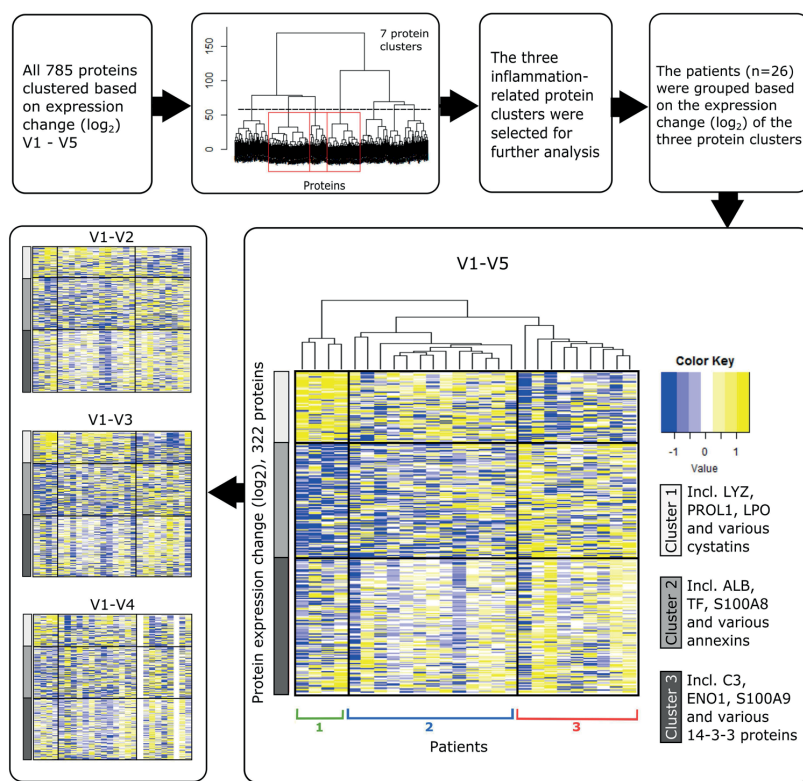 All 785 proteins
clustered based
on expression
change (log2)
V1 - V5
7 protein
clusters
150
100
50
0
Proteins
The three
inflammation-
related protein
clusters were
selected for
further analysis
The patients (n=26)
were grouped based
on the expression
change (log2) of the
three protein clusters
V1-V2
V1-V3
V1-V4
V1-V5
Protein expression change (log2), 322 proteins
1
2
3
Patients
Color Key
-1
0
1
Value
Cluster 1
Incl. LYZ,
PROL1, LPO
and various
cystatins
Cluster 2
Incl. ALB,
TF, S100A8
and various
annexins
Cluster 3
Incl. C3,
ENO1, S100A9
and various
14-3-3 proteins